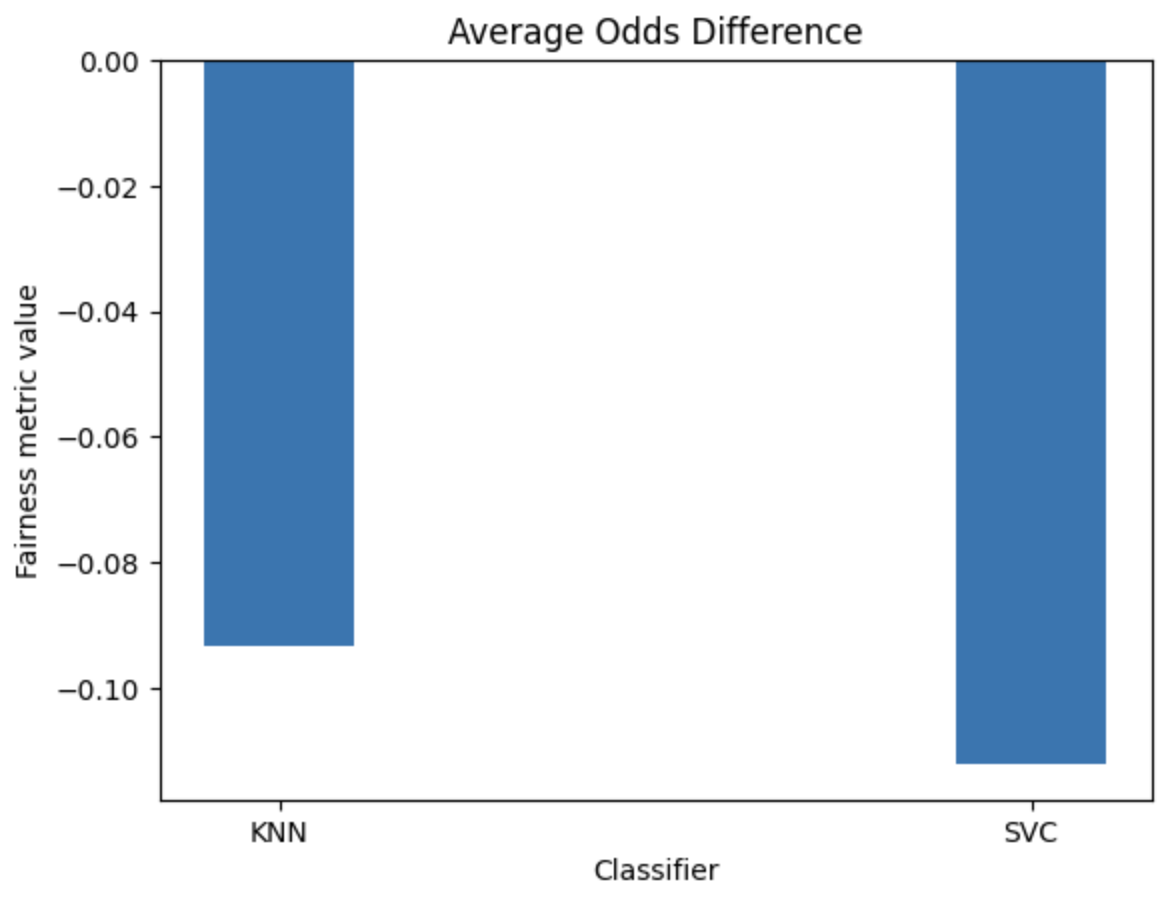 Average Odds Difference
0.00
−0.02
−0.04
−0.06
−0.08
−0.10
Fairness metric value
KNN
SVC
Classifier